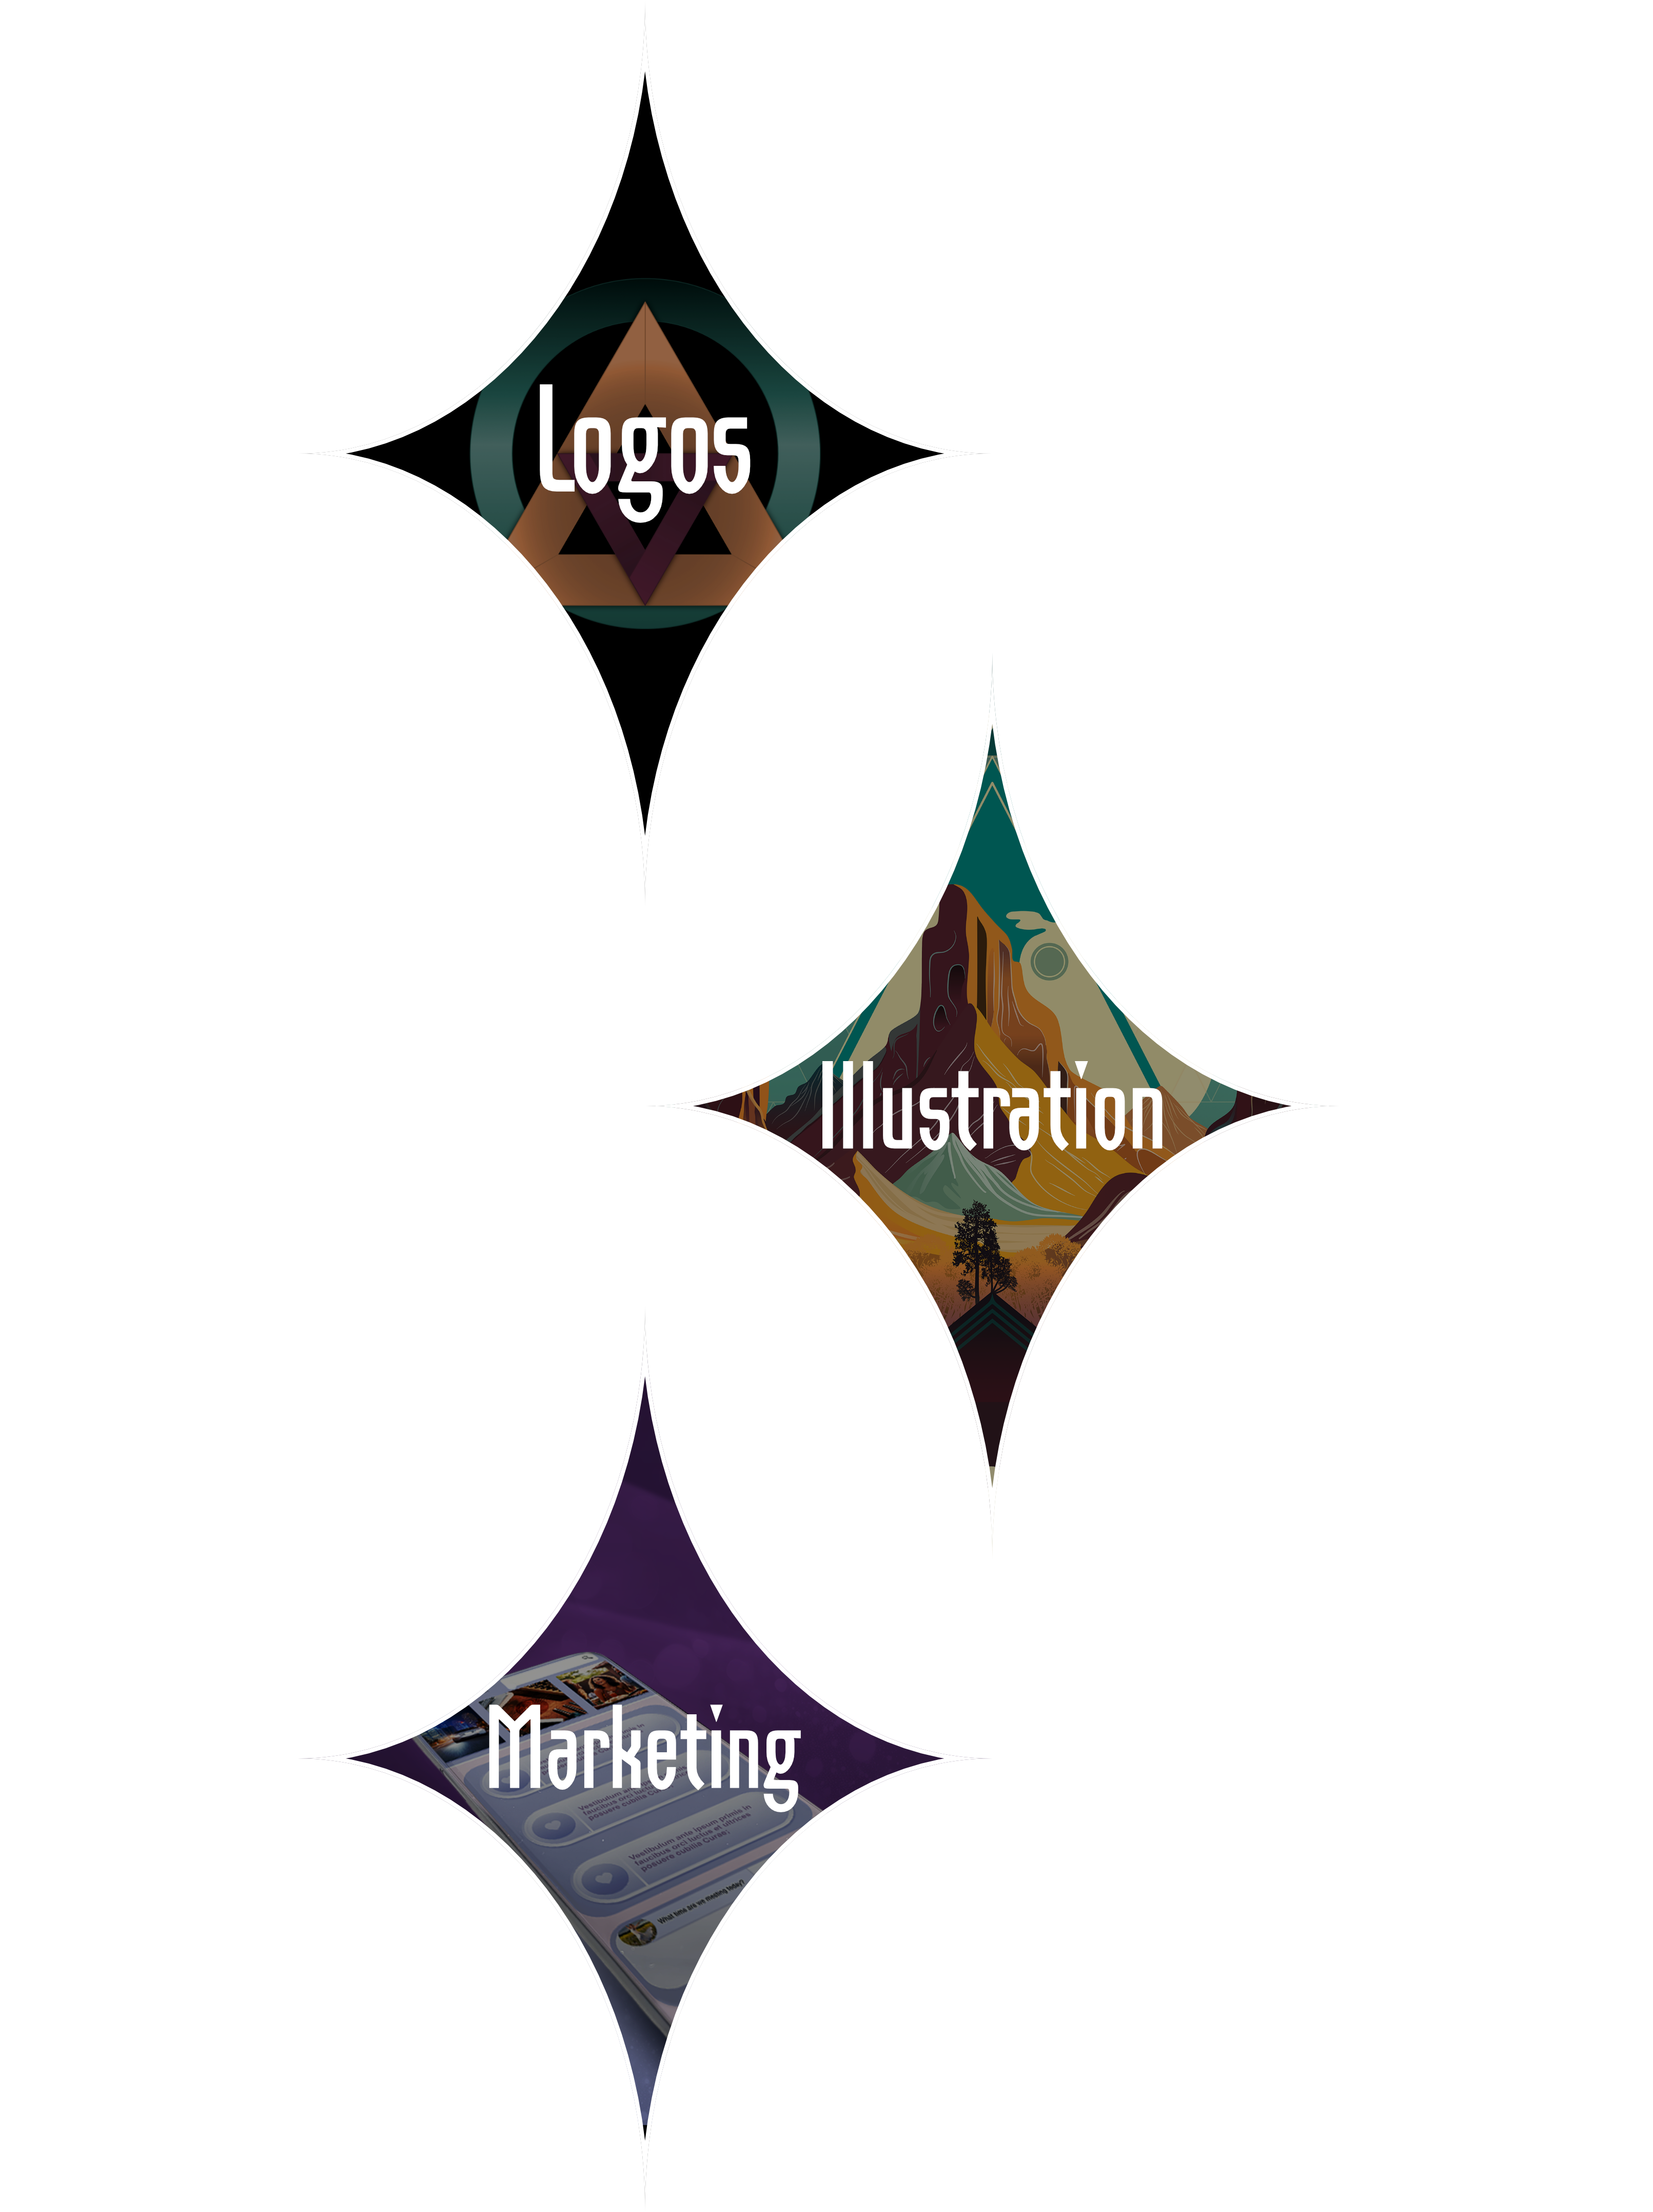 Logos
Illustration
Marketing
Vestibulum ante ipsum primis in
faucibus orci luctus et ultrices
posuere cubilia Curae;
Vestibulum ante ipsum primis in
faucibus orci luctus et ultrices
posuere cubilia Curae;
What time are we meeting today?